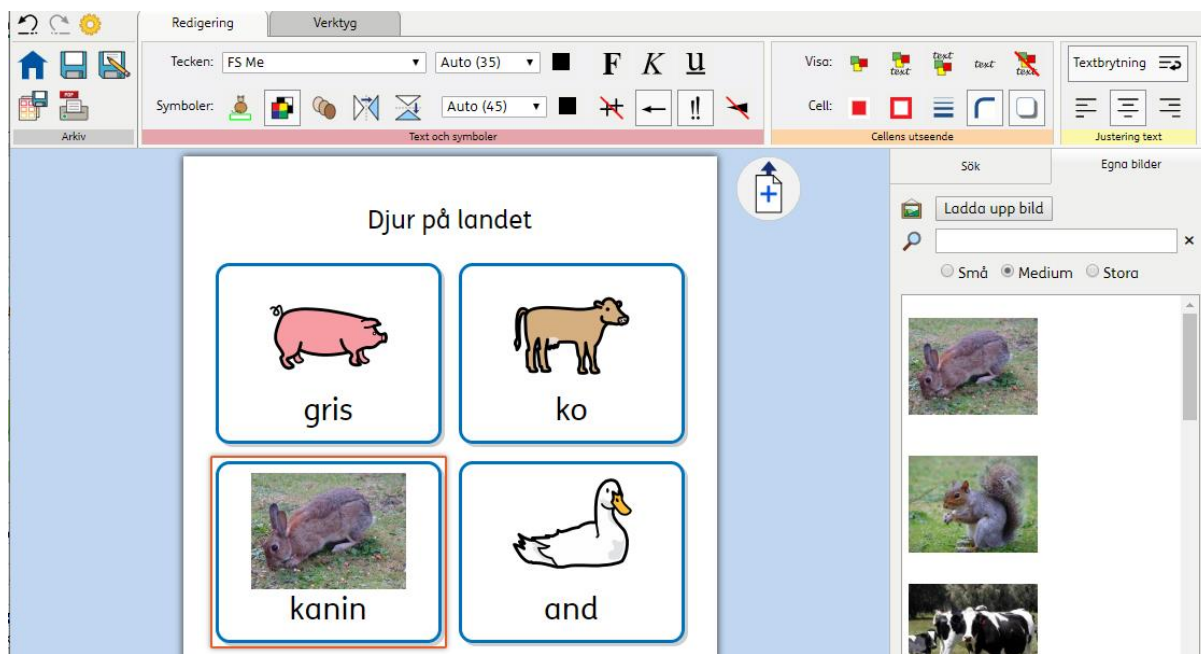 Redigering Verktyg
Tecken: FS Me Auto (35) F K u Visa: text text text text Textbrytning
Symboler: Auto (45) !! Cell:
Arkiv Text och symboler Cellens utseende Justering text
Sök Egna bilder
Ladda upp bild
×
Små Medium Stora
Djur på landet
gris ko
kanin and